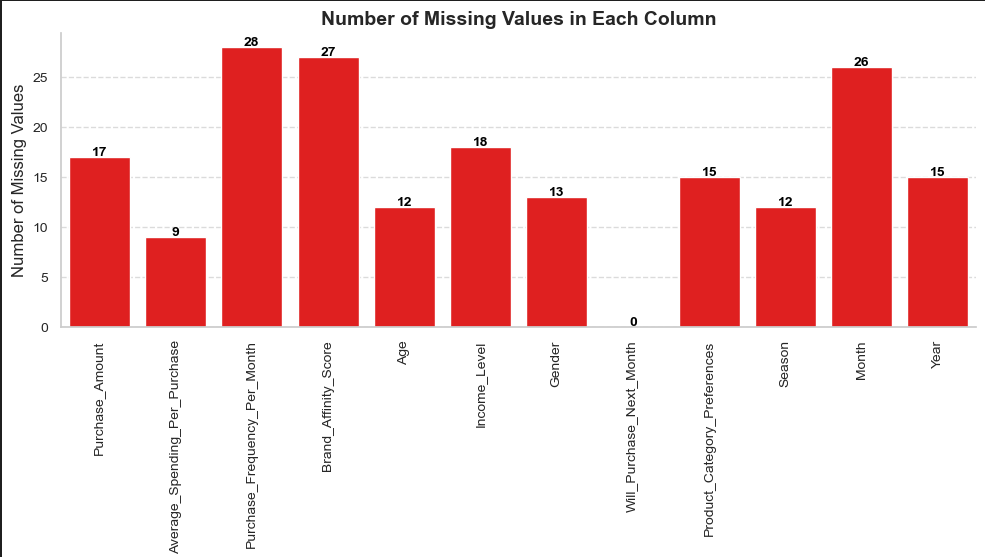 Number of Missing Values in Each Column
Number of Missing Values
25
20
15
10
5
0
17
9
28
27
12
18
13
0
15
12
26
15
Purchase_Amount
Average_Spending_Per_Purchase
Purchase_Frequency_Per_Month
Brand_Affinity_Score
Age
Income_Level
Gender
Will_Purchase_Next_Month
Product_Category_Preferences
Season
Month
Year